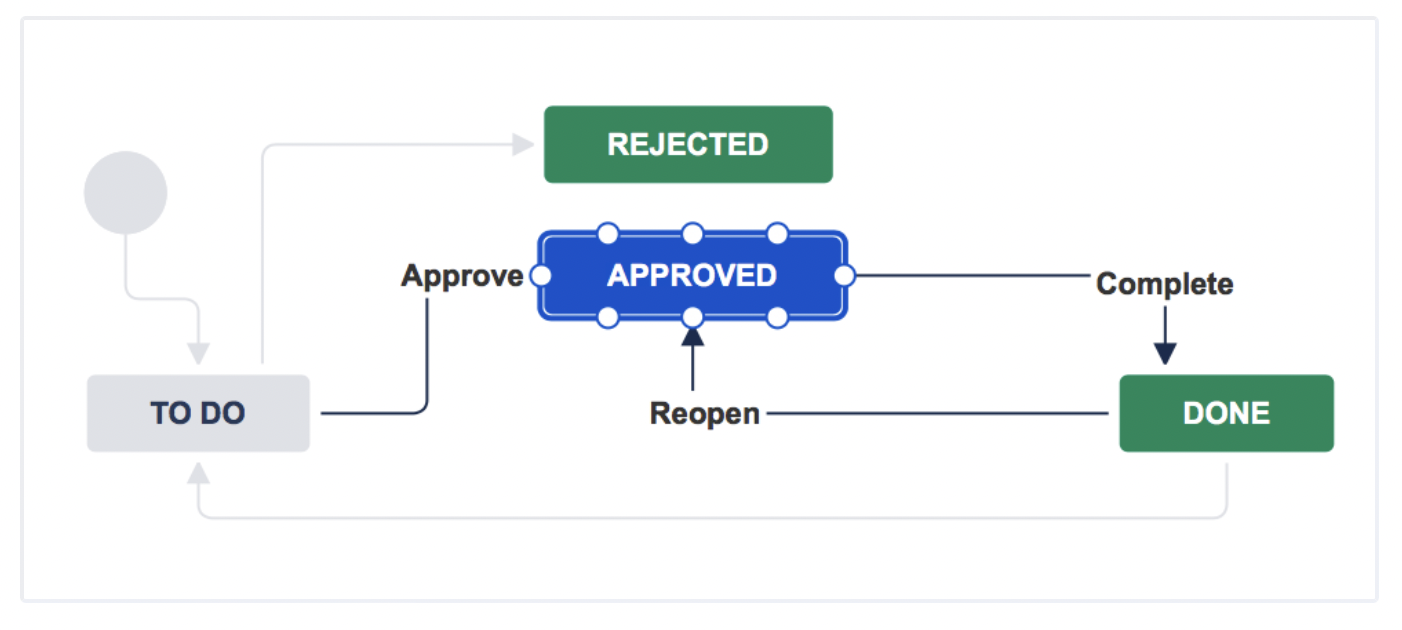 REJECTED
Approve
APPROVED
Complete
TO DO
Reopen
DONE